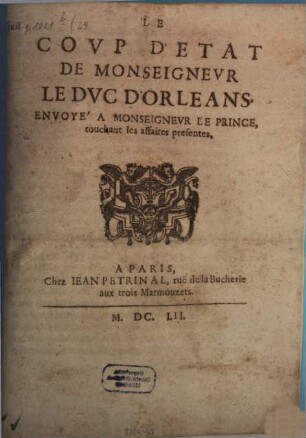 LE
COVP D'ETAT
DE MONSEIGNEVR
LE DVC D'ORLEANS.
ENVOYE' A MONSEIGNEVR LE PRINCE,
touchant les affaires presentes.
A PARIS,
Chez IEAN PETRINAL, ruë de la Bucherie
aux trois Marmouzets.
M. DC. LII.